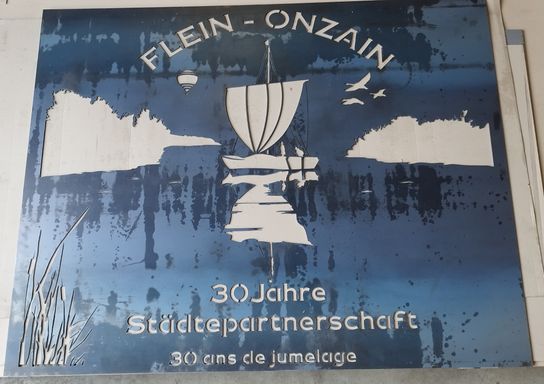 FLEIN - ONZAIN
30 Jahre
Städtepartnerschaft
30 ans de jumelage